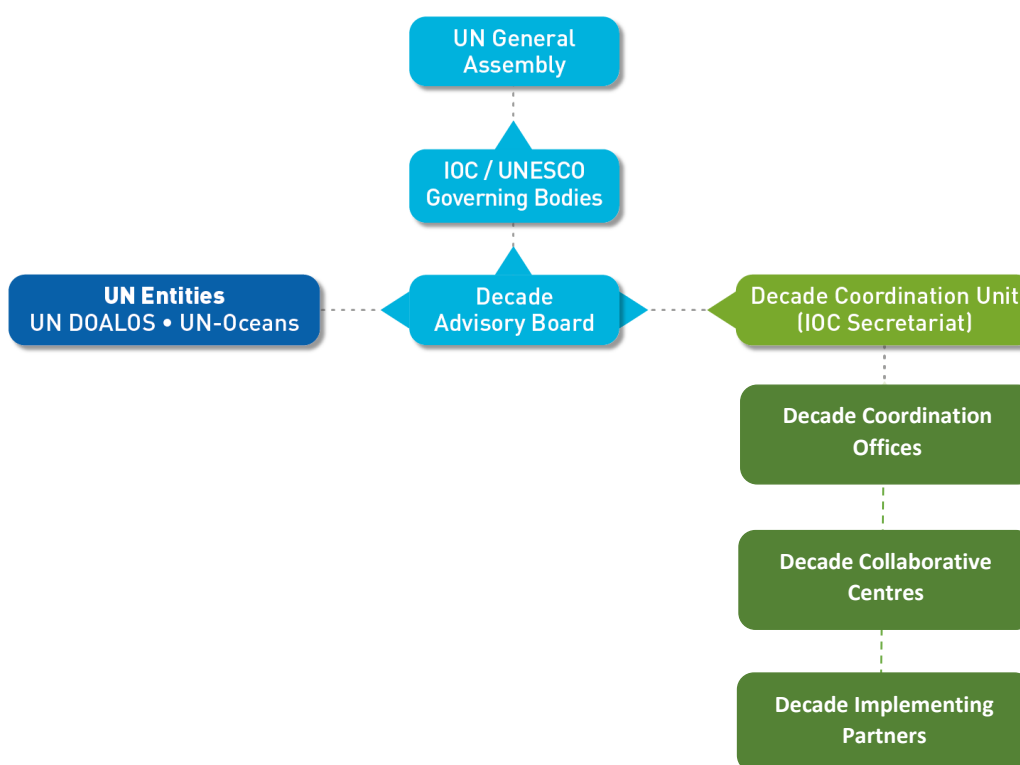 UN General
Assembly
IOC / UNESCO
Governing Bodies
UN Entities
UN DOALOS • UN-Oceans
Decade
Advisory Board
Decade Coordination Unit
(IOC Secretariat)
Decade Coordination
Offices
Decade Collaborative
Centres
Decade Implementing
Partners